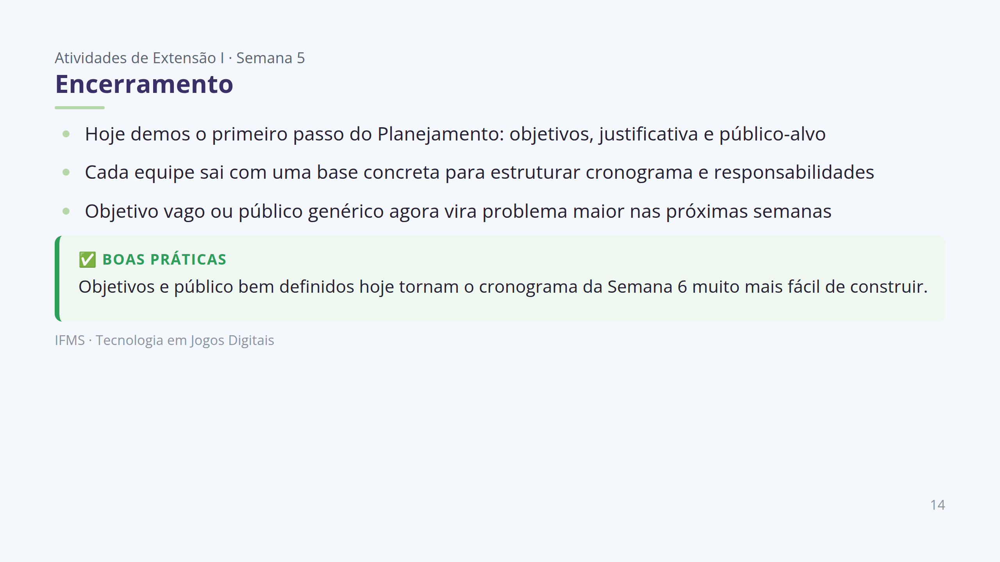 Atividades de Extensão I · Semana 5
Encerramento
Hoje demos o primeiro passo do Planejamento: objetivos, justificativa e público-alvo
Cada equipe sai com uma base concreta para estruturar cronograma e responsabilidades
Objetivo vago ou público genérico agora vira problema maior nas próximas semanas
✅ BOAS PRÁTICAS
Objetivos e público bem definidos hoje tornam o cronograma da Semana 6 muito mais fácil de construir.
IFMS · Tecnologia em Jogos Digitais
14